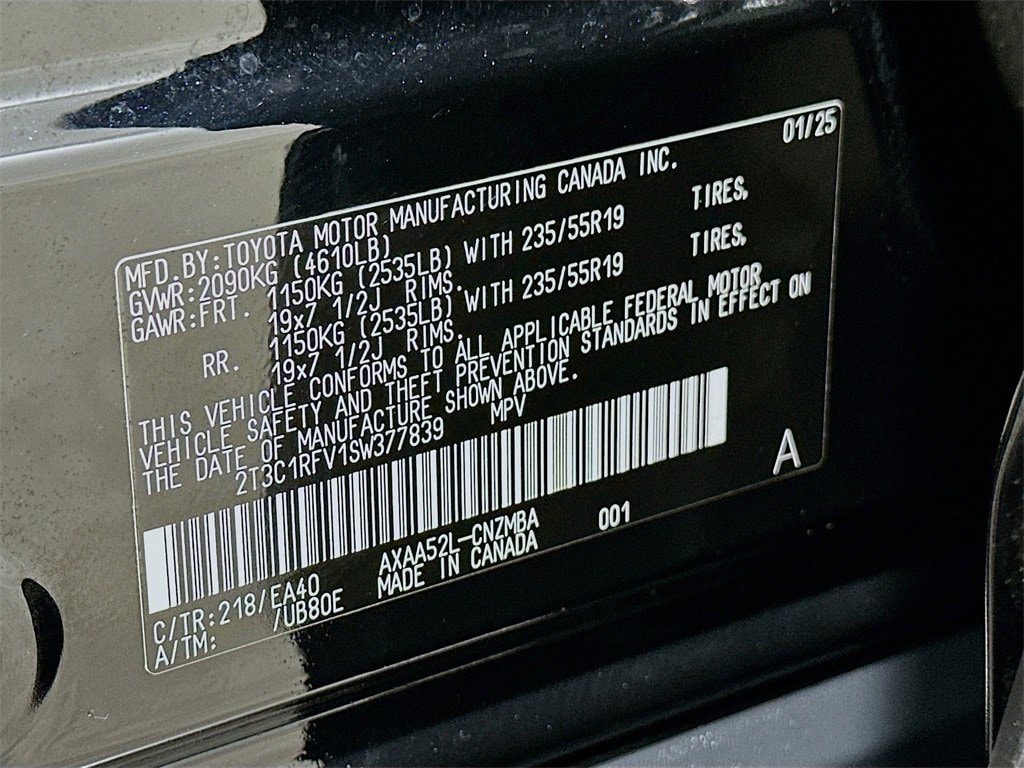 01/25
MFD.BY:TOYOTA MOTOR MANUFACTURING CANADA INC.
GVWR:2090KG (4610LB)
GAWR:FRT. 1150KG (2535LB) WITH 235/55R19 TIRES,
19x7 1/2J RIMS.
RR. 1150KG (2535LB) WITH 235/55R19 TIRES,
19x7 1/2J RIMS.
THIS VEHICLE CONFORMS TO ALL APPLICABLE FEDERAL MOTOR
VEHICLE SAFETY AND THEFT PREVENTION STANDARDS IN EFFECT ON
THE DATE OF MANUFACTURE SHOWN ABOVE.
2T3C1RFV1SW377839 MPV
A
AXAA52L-CNZMBA 001
C/TR:218/EA40 MADE IN CANADA
A/TM: /UB80E